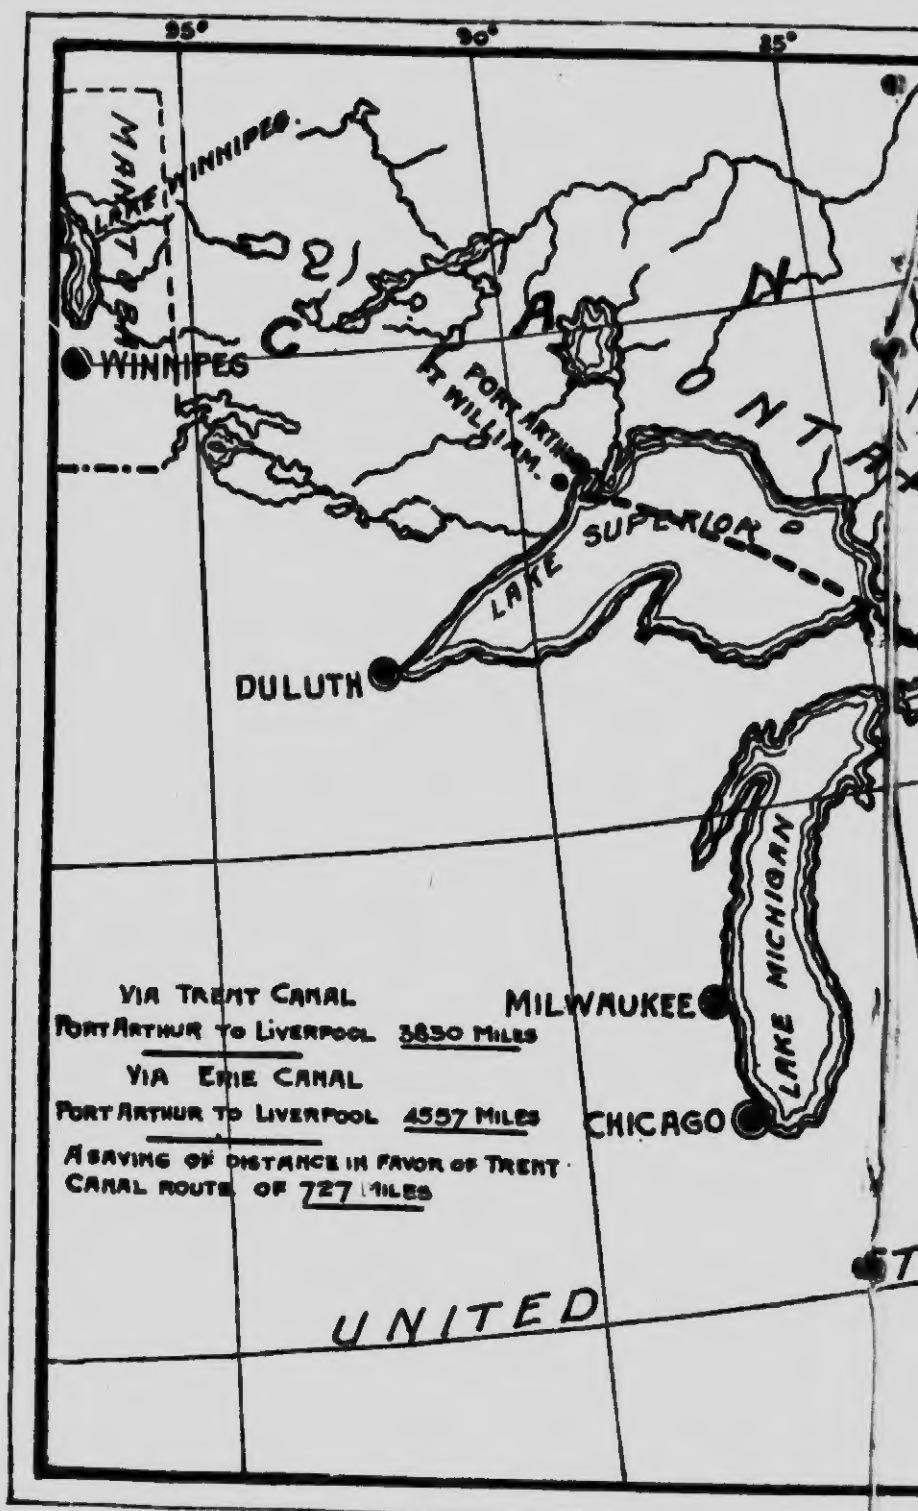 95° 90° 85°
MANITOBA
LAKE WINNIPEG.
C A N
WINNIPEG
PORT ARTHUR
FT WILLIAM.
NTA
LAKE SUPERIOR
DULUTH
LAKE MICHIGAN
VIA TRENT CANAL
PORT ARTHUR TO LIVERPOOL 3830 MILES
VIA ERIE CANAL
PORT ARTHUR TO LIVERPOOL 4557 MILES
A SAVING OF DISTANCE IN FAVOR OF TRENT
CANAL ROUTE OF 727 MILES
MILWAUKEE
CHICAGO
UNITED ST